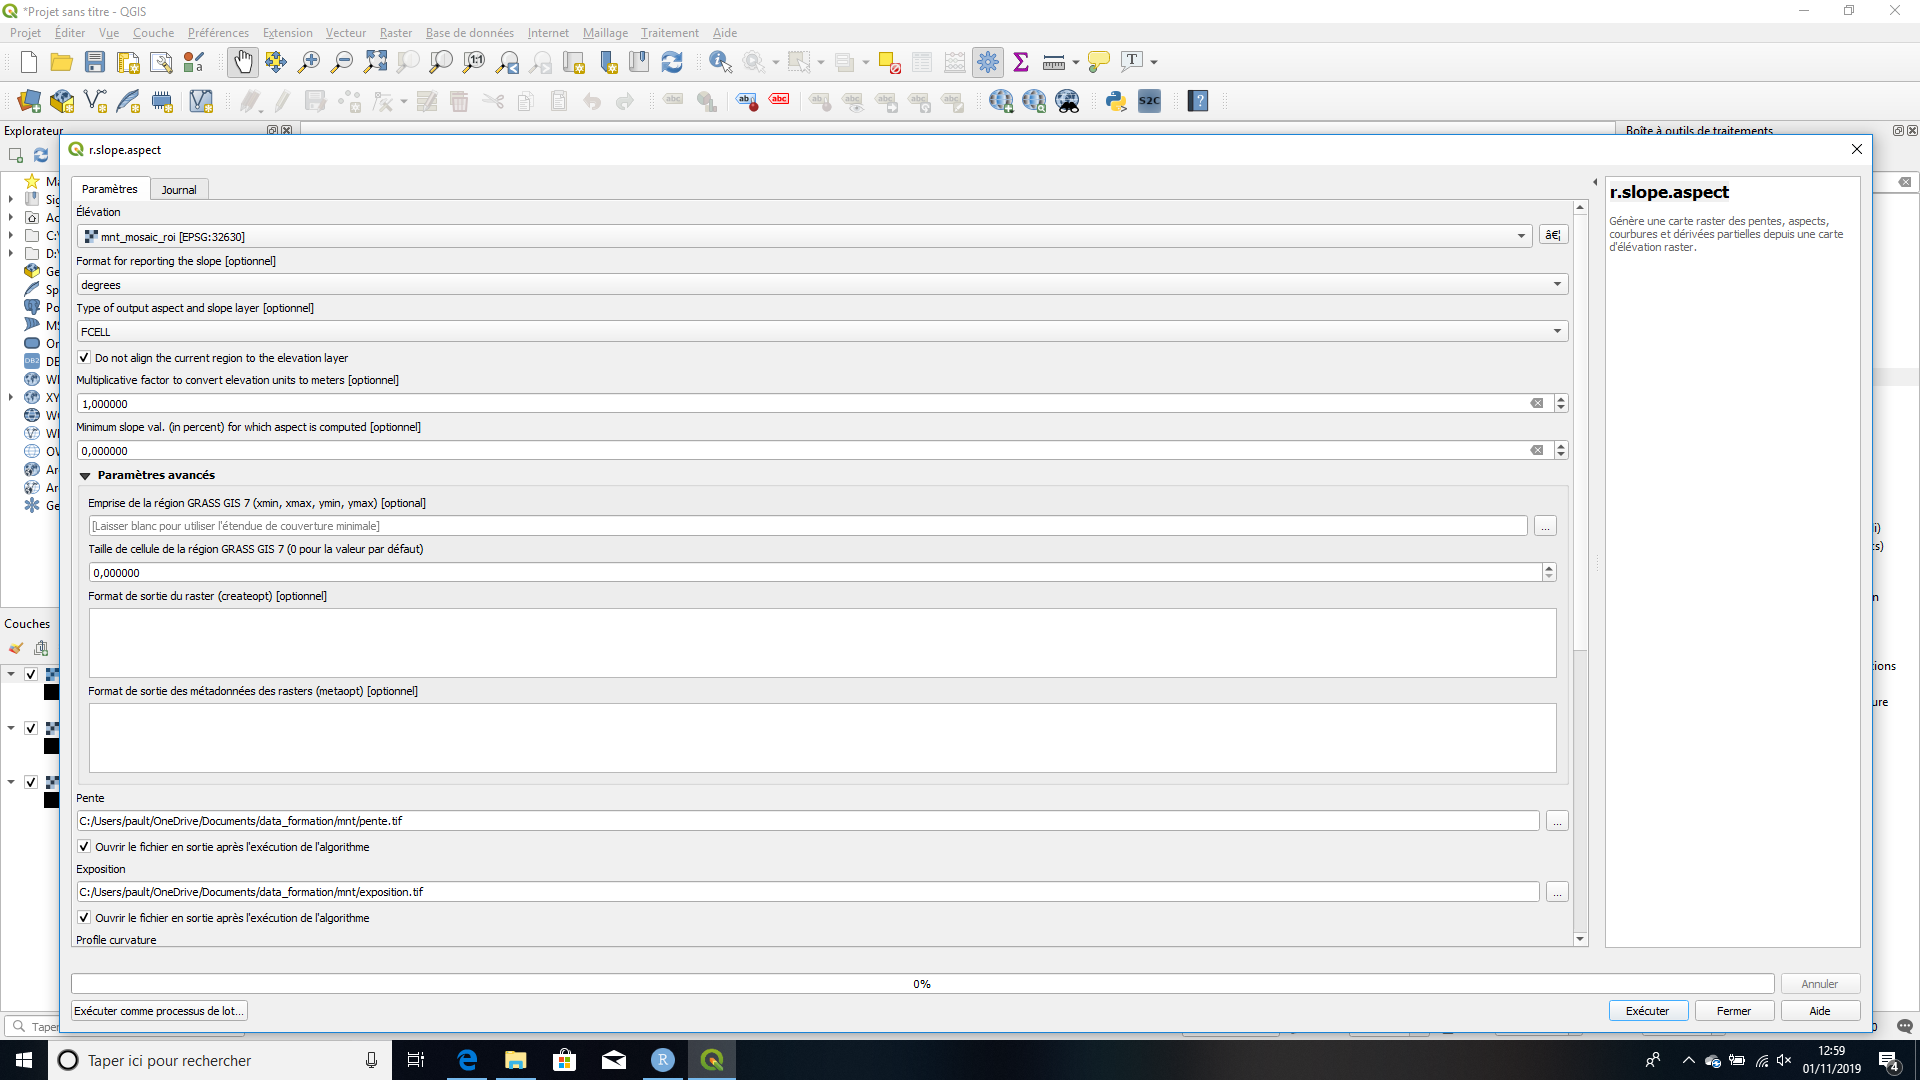 *Projet sans titre - QGIS
Projet Éditer Vue Couche Préférences Extension Vecteur Raster Base de données Internet Maillage Traitement Aide
Explorateur
Boîte à outils de traitements
r.slope.aspect
Paramètres Journal
Élévation
mnt_mosaic_roi [EPSG:32630]
â€¦
Format for reporting the slope [optionnel]
degrees
Type of output aspect and slope layer [optionnel]
FCELL
Do not align the current region to the elevation layer
Multiplicative factor to convert elevation units to meters [optionnel]
1,000000
Minimum slope val. (in percent) for which aspect is computed [optionnel]
0,000000
Paramètres avancés
Emprise de la région GRASS GIS 7 (xmin, xmax, ymin, ymax) [optional]
[Laisser blanc pour utiliser l'étendue de couverture minimale]
...
Taille de cellule de la région GRASS GIS 7 (0 pour la valeur par défaut)
0,000000
Format de sortie du raster (createopt) [optionnel]
Format de sortie des métadonnées des rasters (metaopt) [optionnel]
Pente
C:/Users/pault/OneDrive/Documents/data_formation/mnt/pente.tif
...
Ouvrir le fichier en sortie après l'exécution de l'algorithme
Exposition
C:/Users/pault/OneDrive/Documents/data_formation/mnt/exposition.tif
...
Ouvrir le fichier en sortie après l'exécution de l'algorithme
Profile curvature
r.slope.aspect
Génère une carte raster des pentes, aspects,
courbures et dérivées partielles depuis une carte
d'élévation raster.
0%
Annuler
Exécuter comme processus de lot...
Exécuter Fermer Aide
Couches
Taper
Taper ici pour rechercher
12:59
01/11/2019
4